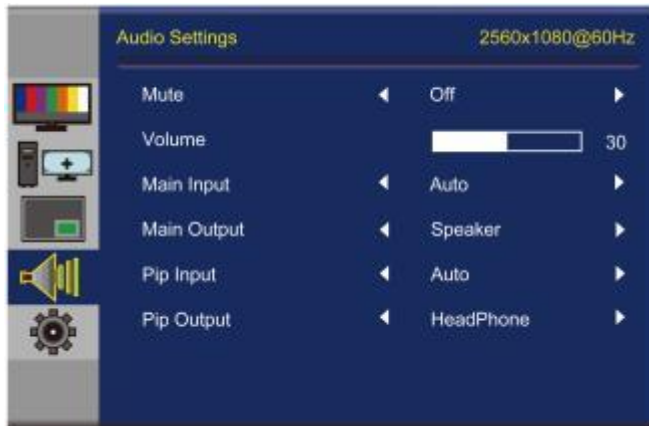 Audio Settings 2560x1080@60Hz
Mute Off
Volume 30
Main Input Auto
Main Output Speaker
Pip Input Auto
Pip Output HeadPhone